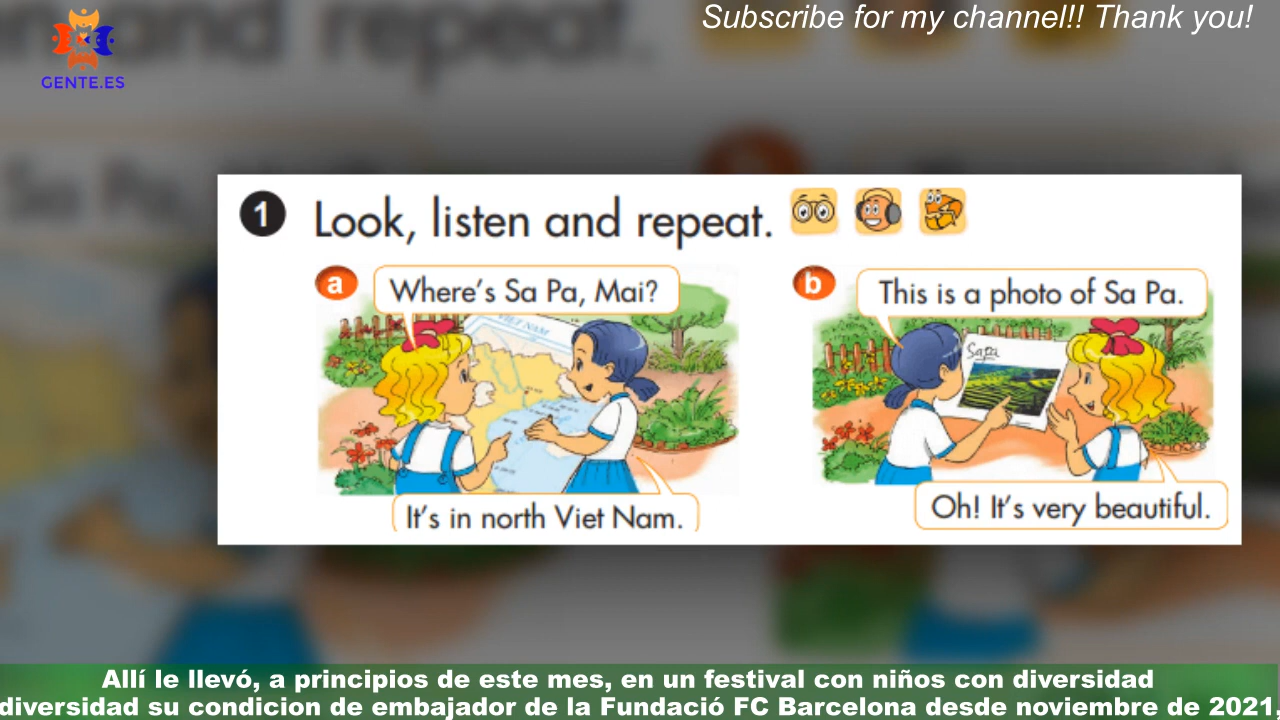 Subscribe for my channel!! Thank you!
GENTE.ES
1 Look, listen and repeat.
a Where's Sa Pa, Mai?
VIET NAM
It's in north Viet Nam.
b This is a photo of Sa Pa.
Sapa
Oh! It's very beautiful.
Allí le llevó, a principios de este mes, en un festival con niños con diversidad
diversidad su condicion de embajador de la Fundació FC Barcelona desde noviembre de 2021.